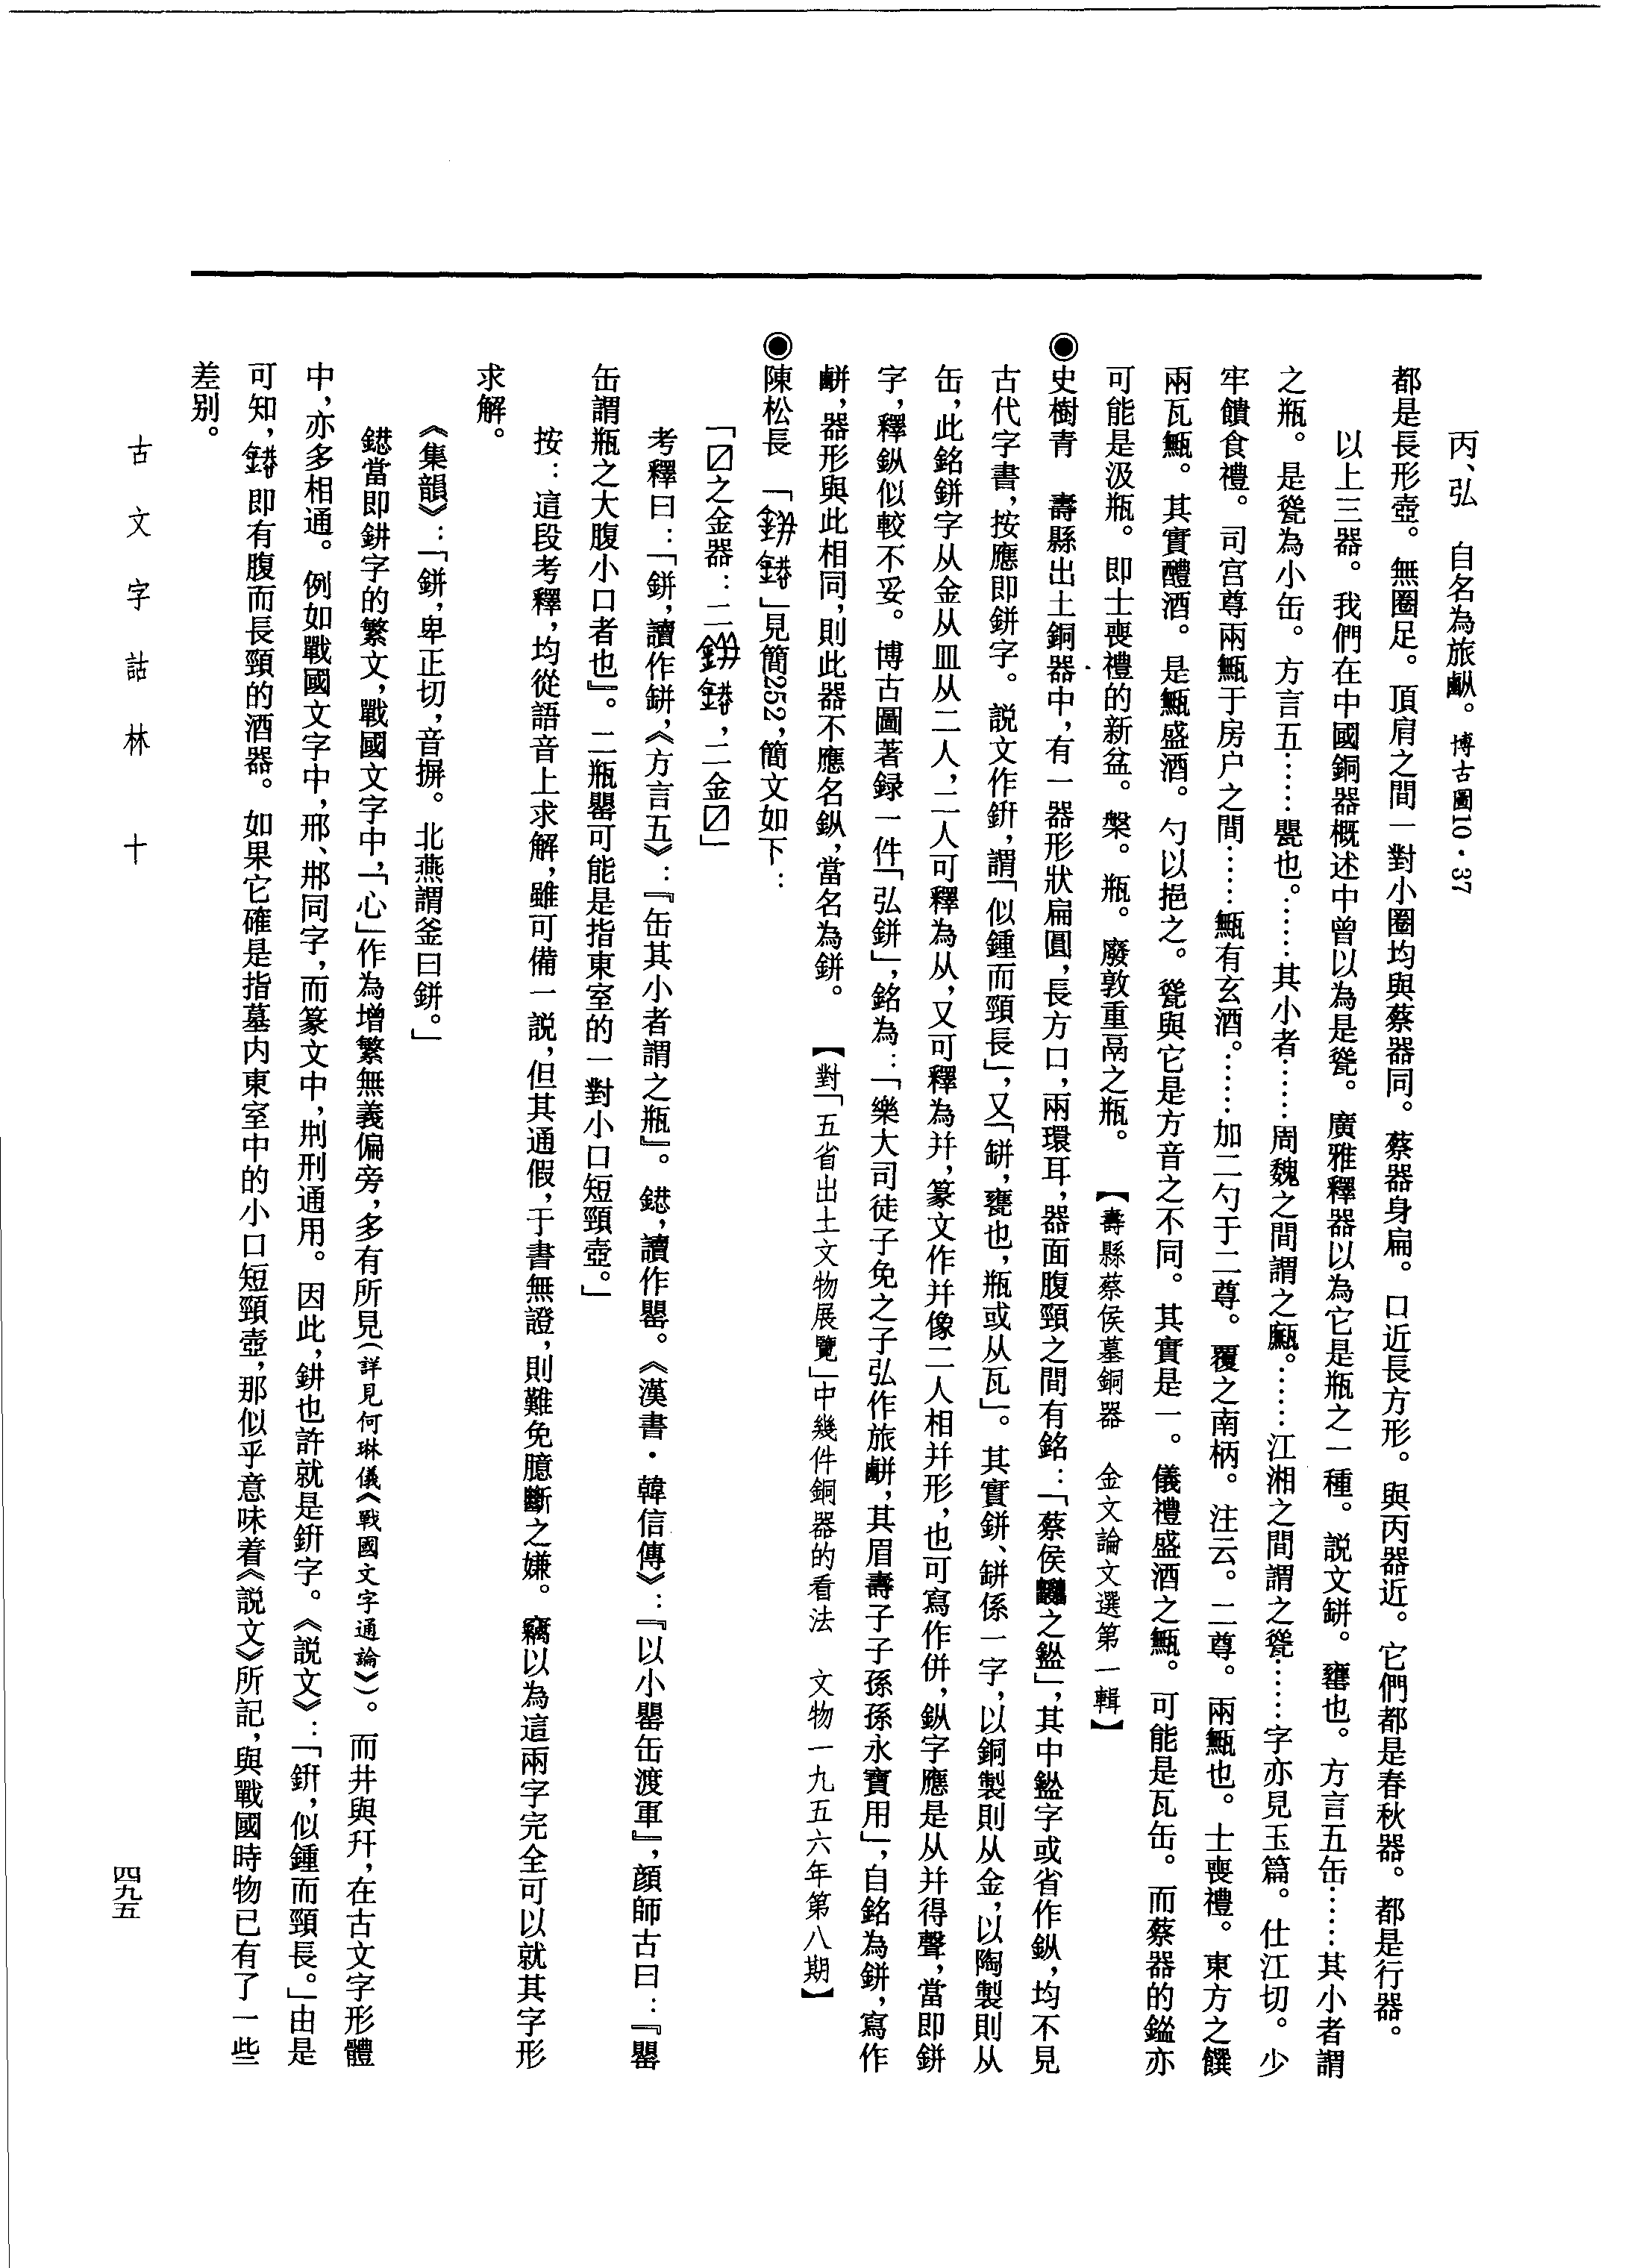 丙、弘　自名為旅。博古圖10·37
都是長形壺。無圈足。頂肩之間一對小圈均與蔡器同。蔡器身扁。口近長方形。與丙器近。它們都是春秋器。都是行器。
以上三器。我們在中國銅器概述中曾以為是瓮。廣雅釋器以為它是瓶之一種。説文缾。罋也。方言五缶……其小者謂
之瓶。是瓮為小缶。方言五……甖也。……其小者……周魏之間謂之。……江湘之間謂之瓮……字亦見玉篇。仕江切。少
牢饋食禮。司宫尊兩甒于房户之間……甒有玄酒。……加二勺于二尊。覆之南柄。注云。二尊。兩甒也。士喪禮。東方之饌
兩瓦甒。其實醴酒。是甒盛酒。勺以挹之。瓮與它是方音之不同。其實是一。儀禮盛酒之甒。可能是瓦缶。而蔡器的亦
可能是汲瓶。即士喪禮的新盆。槃。瓶。廢敦重鬲之瓶。　【壽縣蔡侯墓銅器　金文論文選第一輯】
◉史樹青　壽縣出土銅器中，有一器形狀扁圓，長方口，兩環耳，器面腹頸之間有銘：「蔡侯之」，其中字或省作，均不見
古代字書，按應即鉼字。説文作鈃，謂「似鍾而頸長」，又「缾，甕也，瓶或从瓦」。其實鉼、缾係一字，以銅製則从金，以陶製則从
缶，此銘鉼字从金从皿从二人，二人可釋為从，又可釋為并，篆文作并像二人相并形，也可寫作併，字應是从并得聲，當即鉼
字，釋似較不妥。博古圖著録一件「弘鉼」，銘為：「樂大司徒子免之子弘作旅，其眉壽子子孫孫永寶用」，自銘為鉼，寫作
，器形與此相同，則此器不應名，當名為鉼。　【對「五省出土文物展覽」中幾件銅器的看法　文物一九五六年第八期】
◉陳松長　「」見簡252，簡文如下：
「〼之金器：二，二金〼」
考釋曰：「鉼，讀作缾，《方言五》：『缶其小者謂之瓶』。，讀作罌。《漢書·韓信傳》：『以小罌缶渡軍』，顔師古曰：『罌
缶謂瓶之大腹小口者也』。二瓶罌可能是指東室的一對小口短頸壺。」
按：這段考釋，均從語音上求解，雖可備一説，但其通假，于書無證，則難免臆斷之嫌。竊以為這兩字完全可以就其字形
求解。
《集韻》：「鉼，卑正切，音摒。北燕謂釜曰鉼。」
當即字的繁文，戰國文字中，「心」作為增繁無義偏旁，多有所見（詳見何琳儀《戰國文字通論》）。而井與幵，在古文字形體
中，亦多相通。例如戰國文字中，邢、郱同字，而篆文中，荆刑通用。因此，也許就是鈃字。《説文》：「鈃，似鍾而頸長。」由是
可知，即有腹而長頸的酒器。如果它確是指墓内東室中的小口短頸壺，那似乎意味着《説文》所記，與戰國時物已有了一些
差别。
古文字詁林　十
四九五